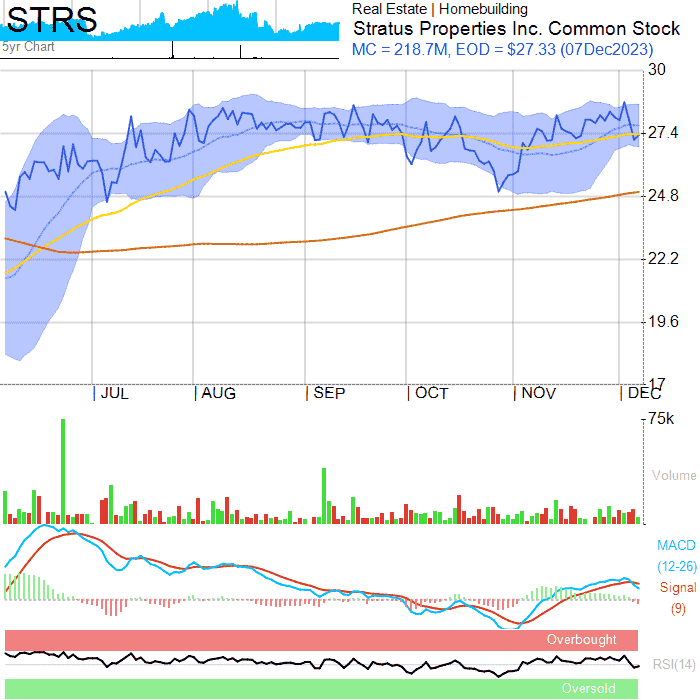 STRS
Real Estate | Homebuilding
Stratus Properties Inc. Common Stock
5yr Chart
MC = 218.7M, EOD = $27.33 (07Dec2023)
30
27.4
24.8
22.2
19.6
17
JUL AUG SEP OCT NOV DEC
75k
Volume
MACD
(12-26)
Signal
(9)
Overbought
RSI(14)
Oversold